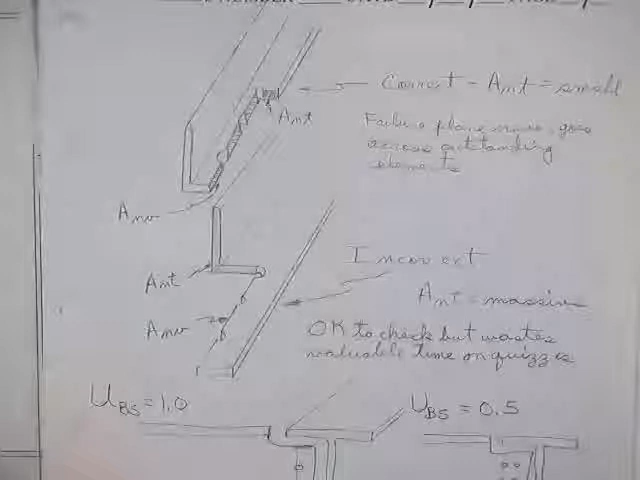 Correct - Ant = small
Ant
Failure plane never goes
across outstanding
elements
Anv
Incorrect
Ant
Ant = massive
Anv
OK to check but wastes
valuable time on quizzes
UBS = 1.0
UBS = 0.5